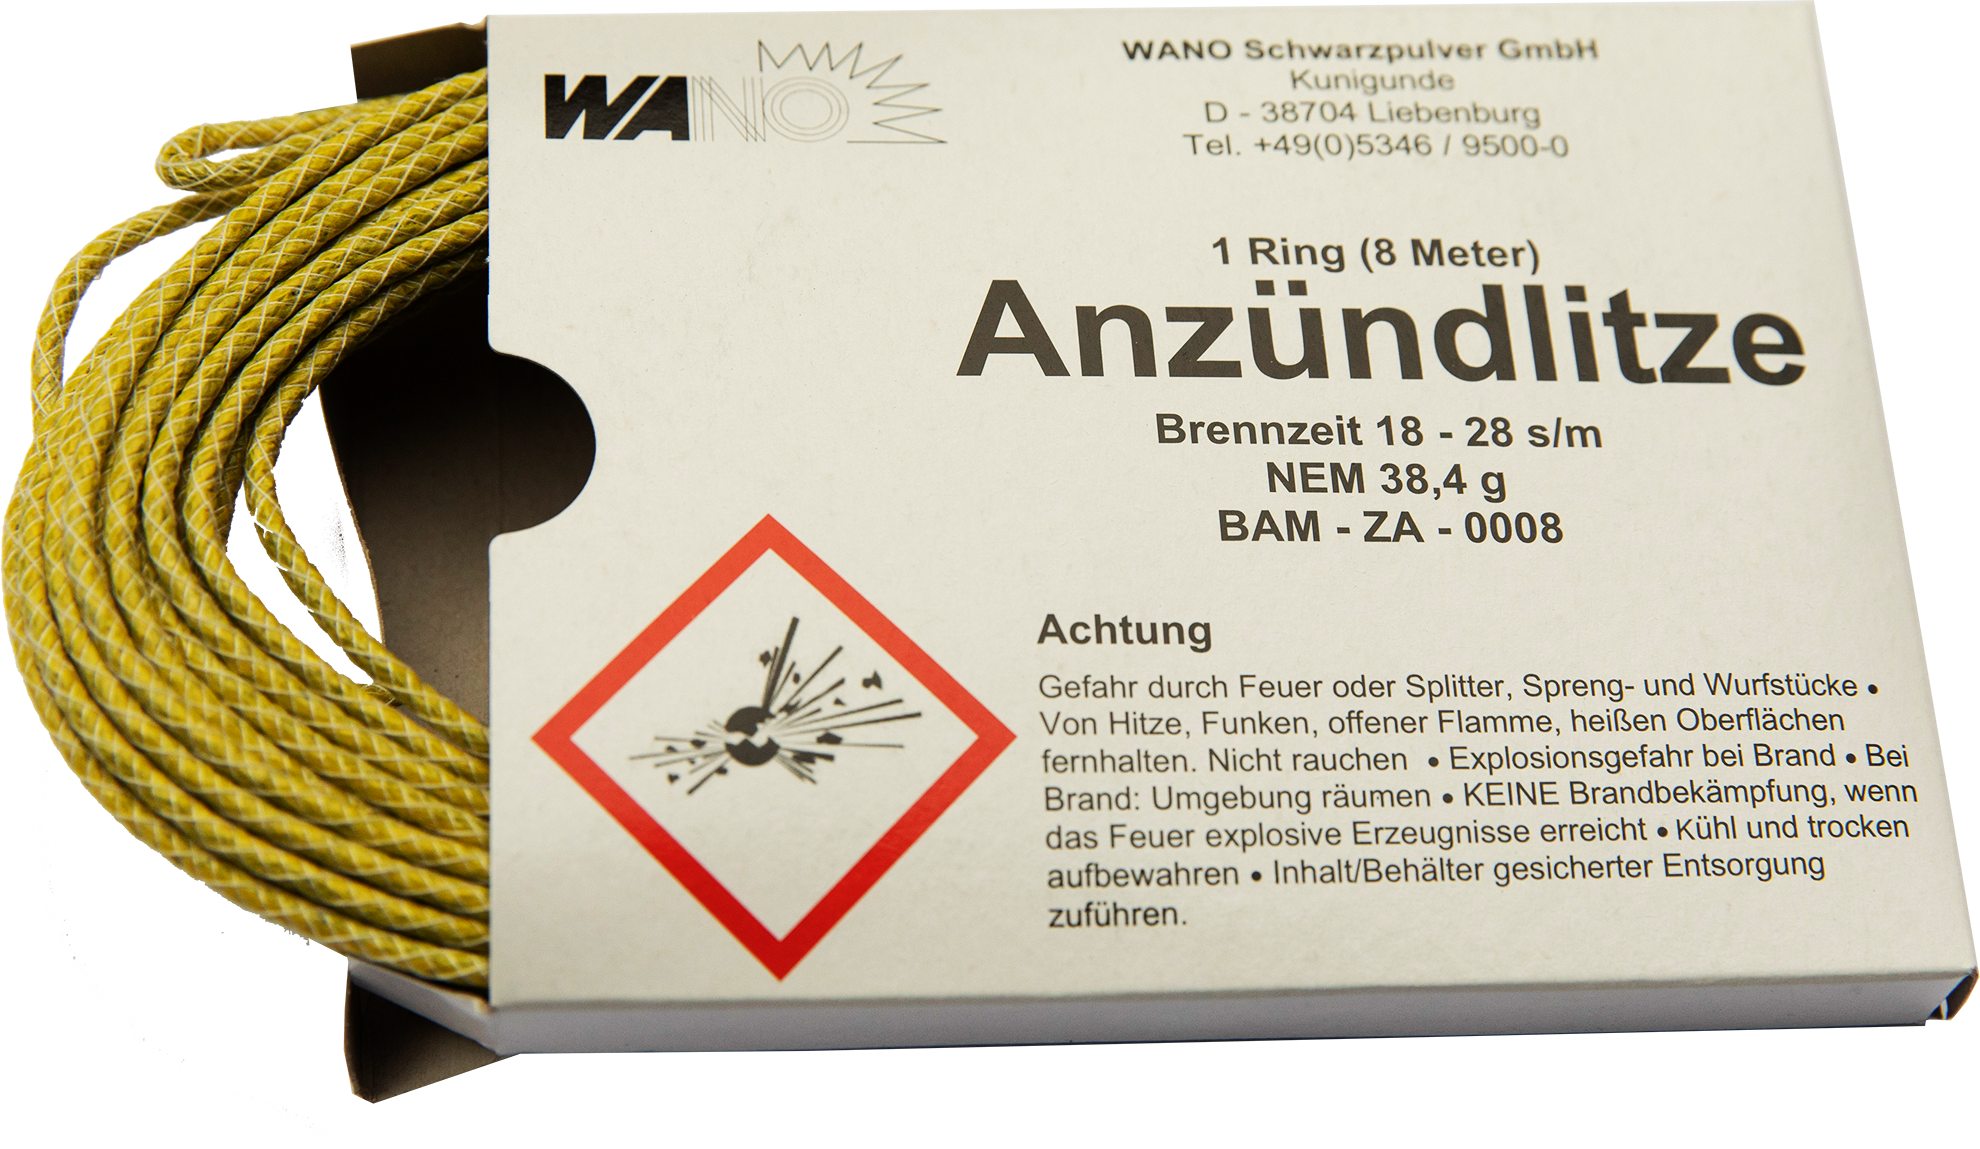 WANO
WANO Schwarzpulver GmbH
Kunigunde
D - 38704 Liebenburg
Tel. +49(0)5346 / 9500-0
1 Ring (8 Meter)
Anzündlitze
Brennzeit 18 - 28 s/m
NEM 38,4 g
BAM - ZA - 0008
Achtung
Gefahr durch Feuer oder Splitter, Spreng- und Wurfstücke •
Von Hitze, Funken, offener Flamme, heißen Oberflächen
fernhalten. Nicht rauchen • Explosionsgefahr bei Brand • Bei
Brand: Umgebung räumen • KEINE Brandbekämpfung, wenn
das Feuer explosive Erzeugnisse erreicht • Kühl und trocken
aufbewahren • Inhalt/Behälter gesicherter Entsorgung
zuführen.